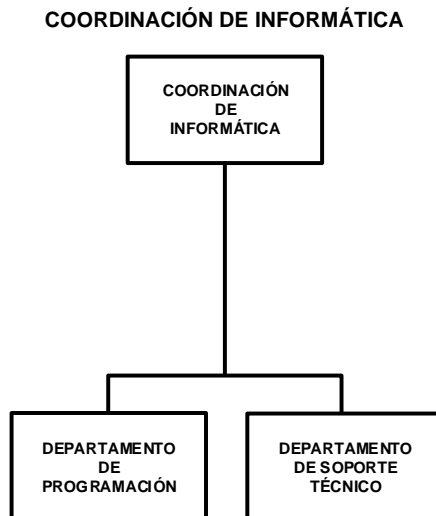 COORDINACIÓN DE INFORMÁTICA
COORDINACIÓN
DE
INFORMÁTICA
DEPARTAMENTO
DE
PROGRAMACIÓN
DEPARTAMENTO
DE SOPORTE
TÉCNICO